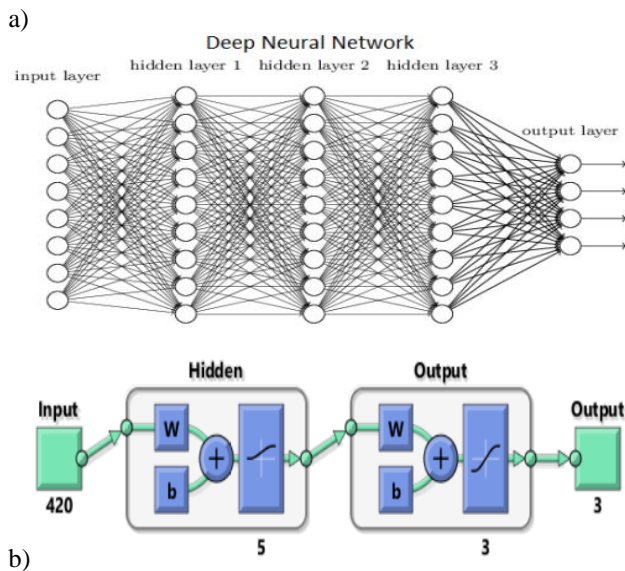 a)
Deep Neural Network
input layer
hidden layer 1 hidden layer 2 hidden layer 3
output layer
Hidden Output
Input Output
W W
b b
420 5 3 3
b)